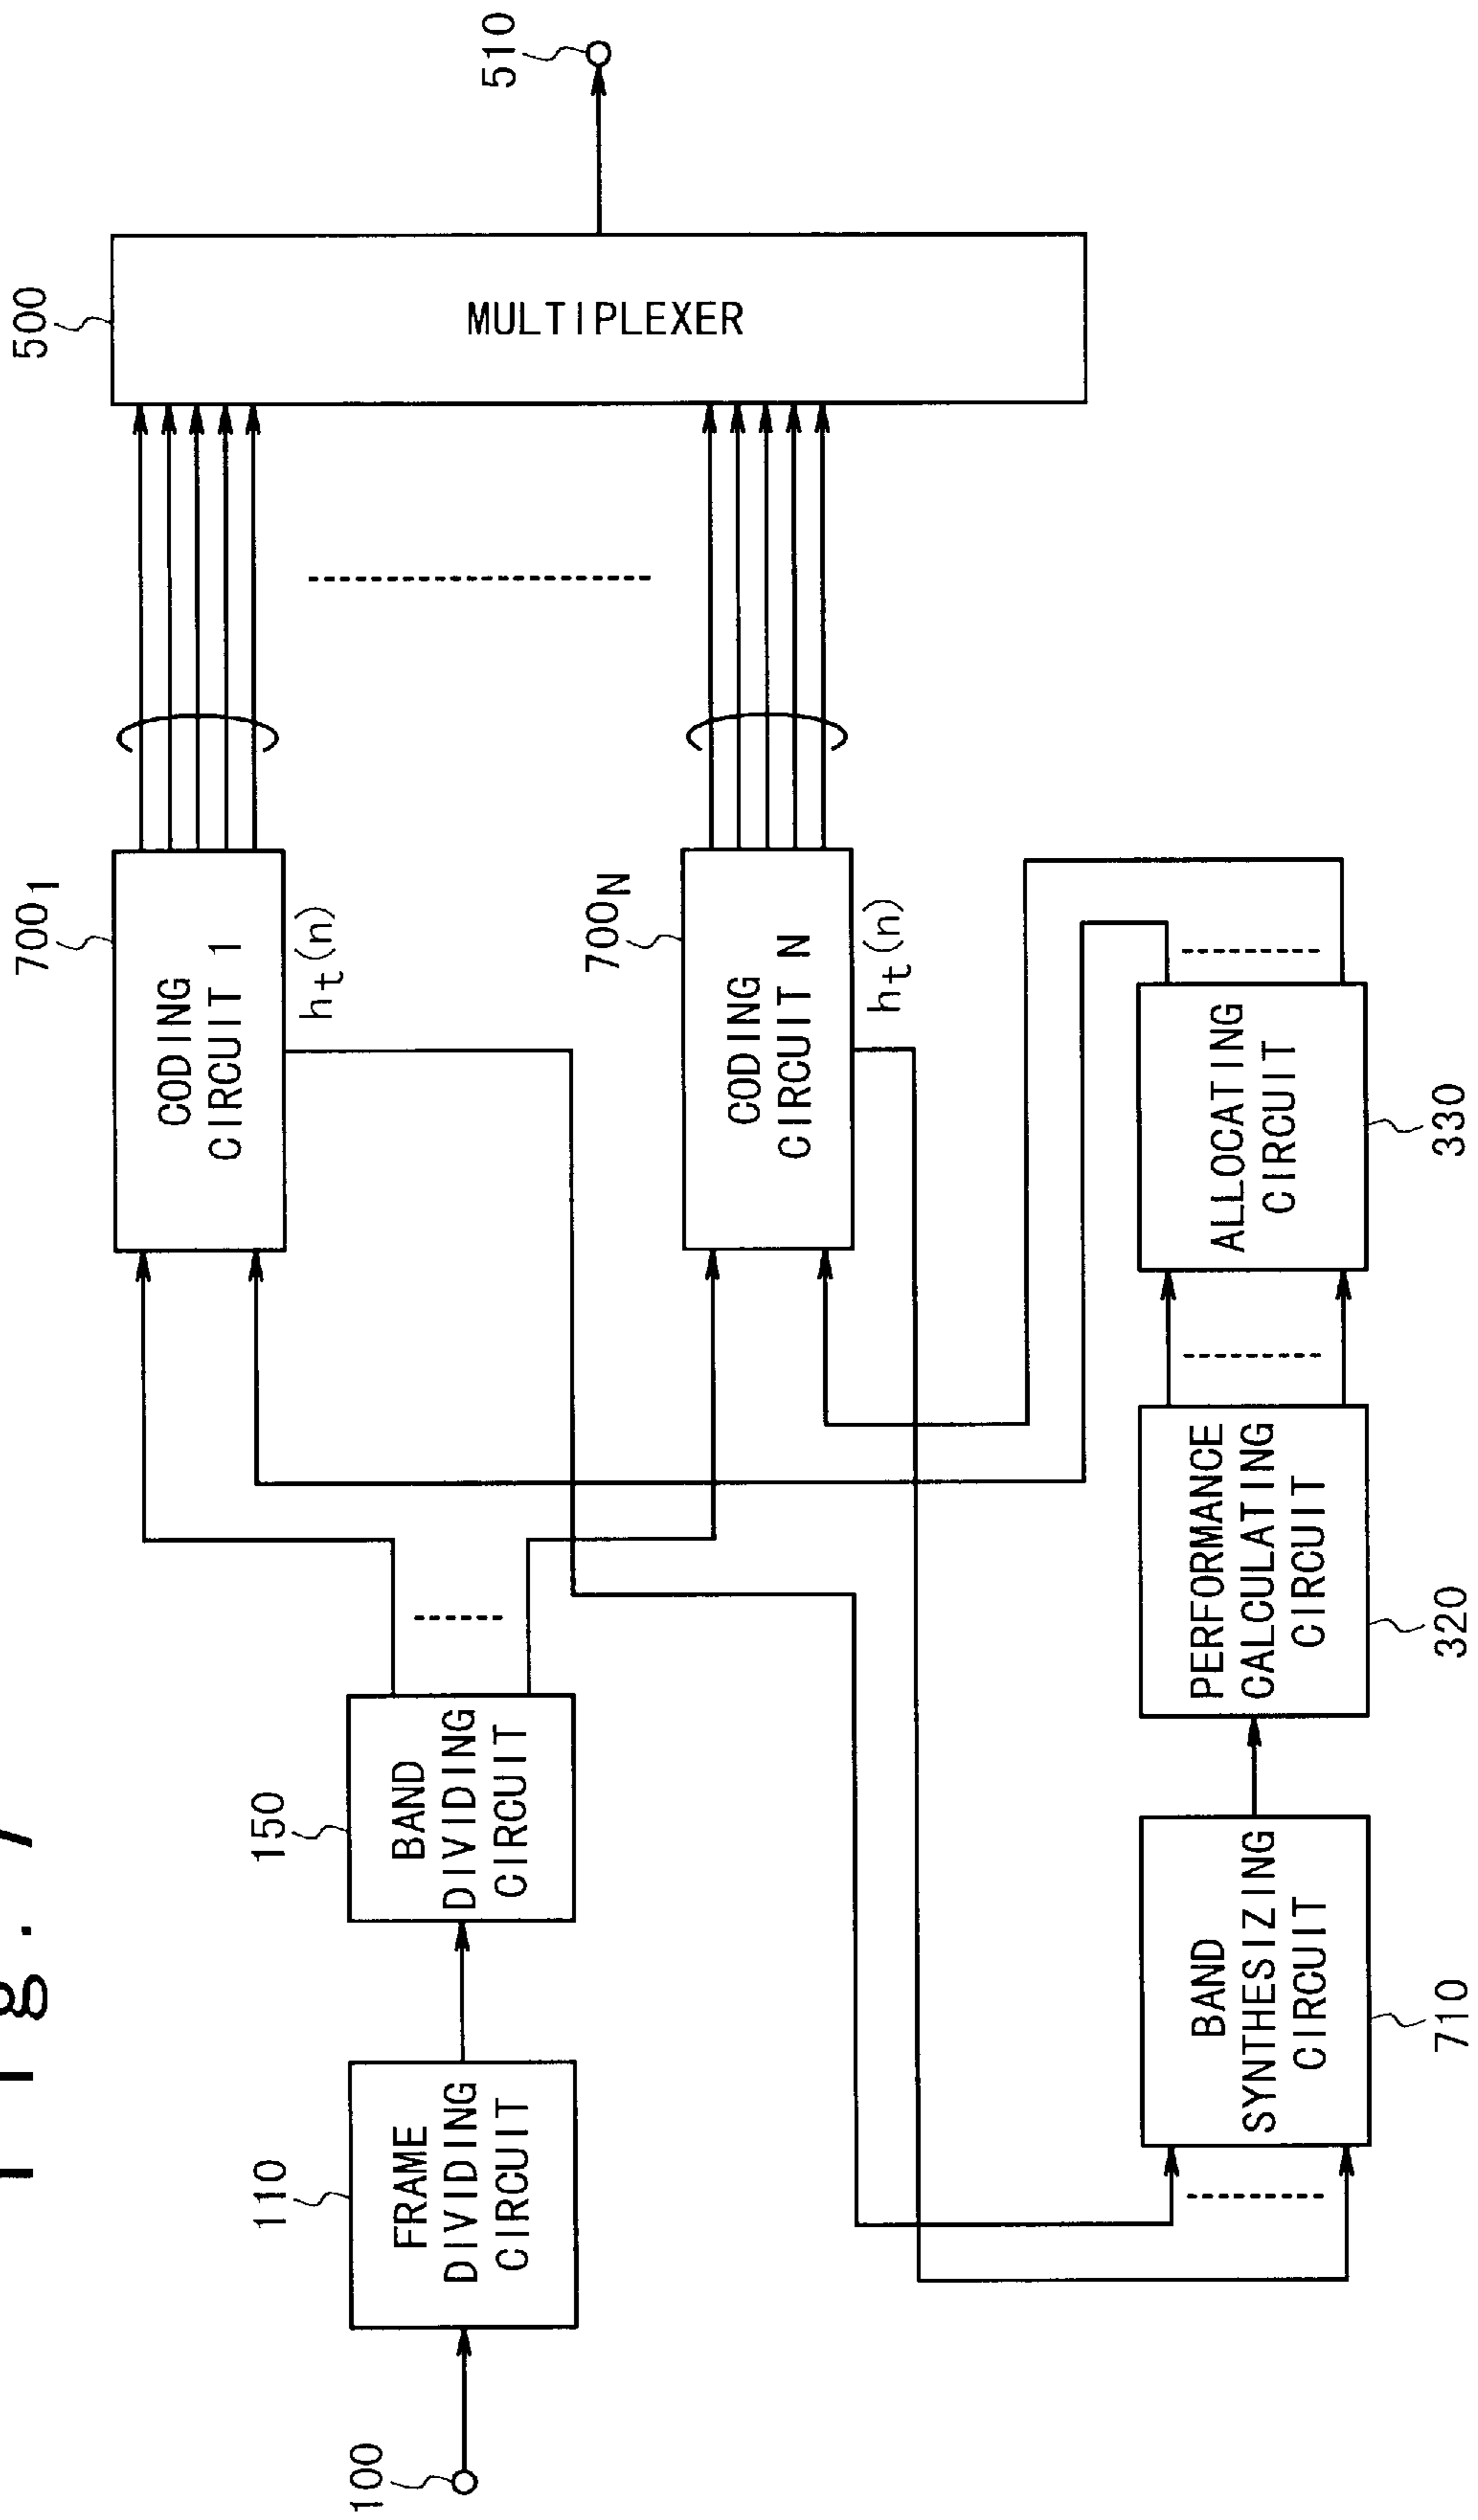 Fig. 7
700₁
500
CODING
CIRCUIT 1
hₜ(n)
MULTIPLEXER
510
150
BAND
DIVIDING
CIRCUIT
110
FRAME
DIVIDING
CIRCUIT
100
700N
CODING
CIRCUIT N
hₜ(n)
710
BAND
SYNTHESIZING
CIRCUIT
320
PERFORMANCE
CALCULATING
CIRCUIT
330
ALLOCATING
CIRCUIT